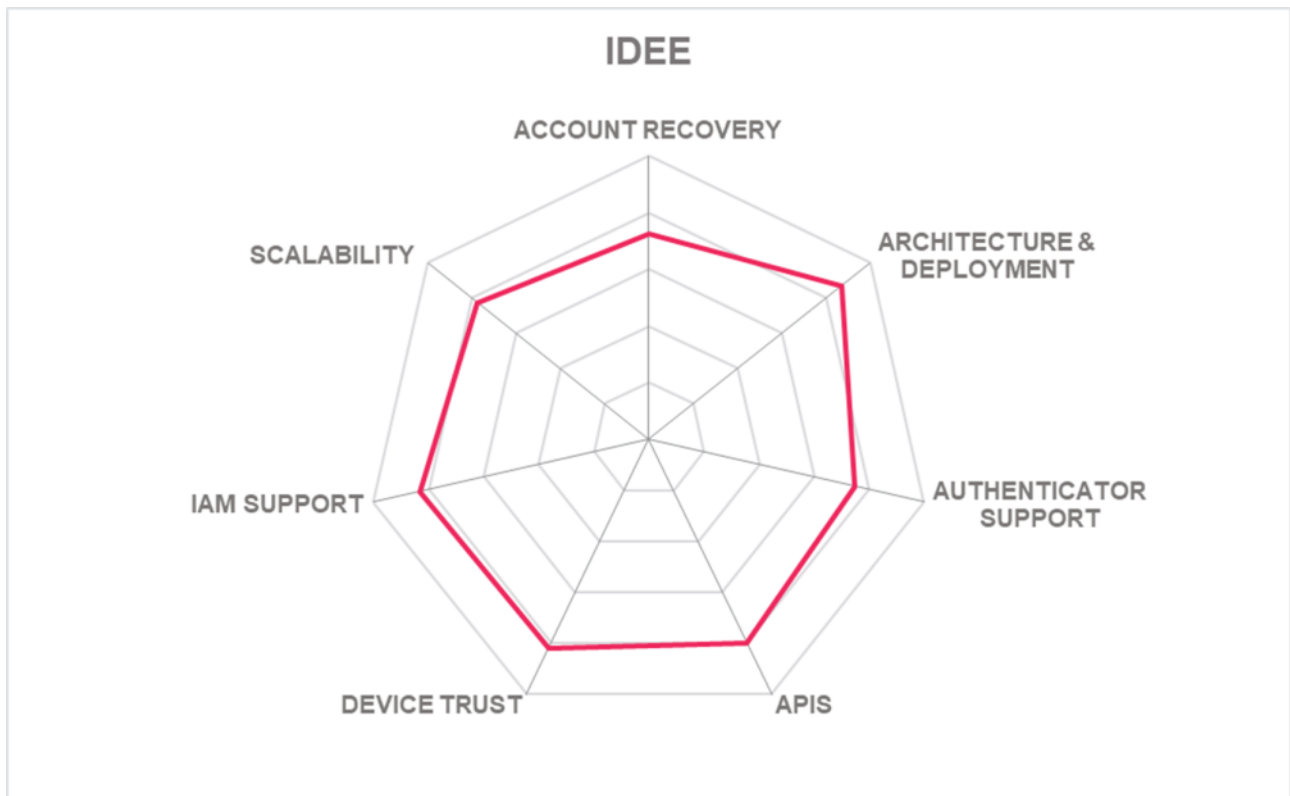 IDEE
ACCOUNT RECOVERY
ARCHITECTURE &
DEPLOYMENT
AUTHENTICATOR
SUPPORT
APIS
DEVICE TRUST
IAM SUPPORT
SCALABILITY